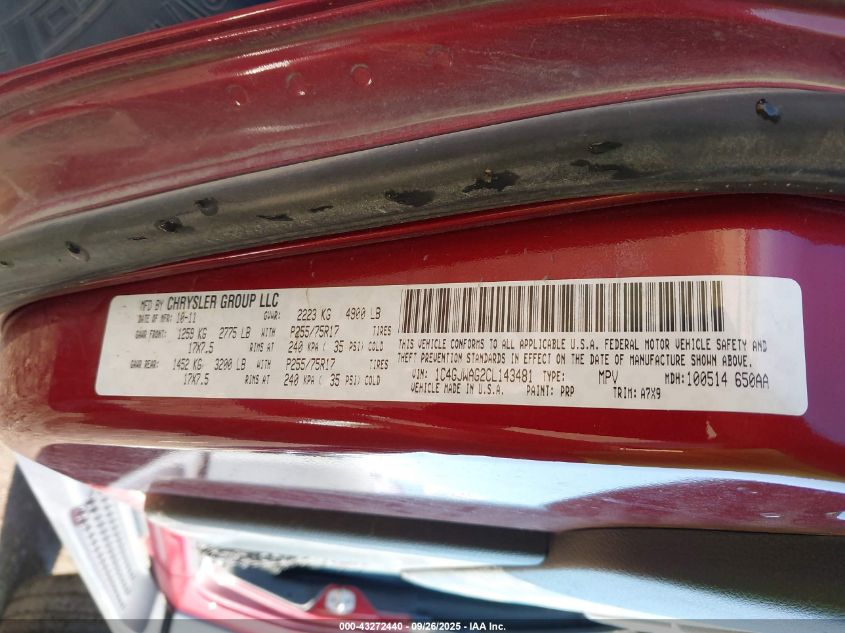 MFD BY CHRYSLER GROUP LLC
DATE OF MFR: 10-11 GVWR: 2223 KG 4900 LB
GAWR FRONT: 1259 KG 2775 LB WITH P255/75R17 TIRES
17X7.5 RIMS AT 240 KPA ( 35 PSI) COLD
GAWR REAR: 1452 KG 3200 LB WITH P255/75R17 TIRES
17X7.5 RIMS AT 240 KPA ( 35 PSI) COLD
THIS VEHICLE CONFORMS TO ALL APPLICABLE U.S.A. FEDERAL MOTOR VEHICLE SAFETY AND
THEFT PREVENTION STANDARDS IN EFFECT ON THE DATE OF MANUFACTURE SHOWN ABOVE.
VIN: 1C4GJWAG2CL143481 TYPE: MPV MDH: 100514 650AA
VEHICLE MADE IN U.S.A. PAINT: PRP TRIM: A7X9
000-43272440 - 09/26/2025 - IAA Inc.